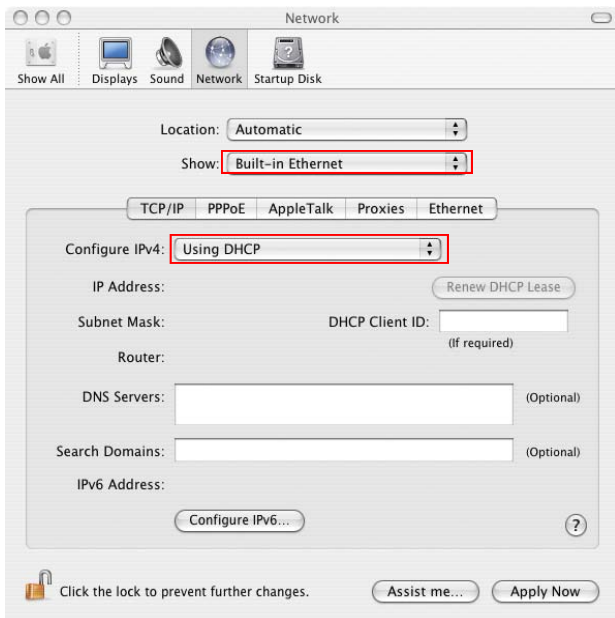 Network
Show All Displays Sound Network Startup Disk
Location: Automatic
Show: Built-in Ethernet
TCP/IP PPPoE AppleTalk Proxies Ethernet
Configure IPv4: Using DHCP
IP Address: Renew DHCP Lease
Subnet Mask: DHCP Client ID:
(If required)
Router:
DNS Servers: (Optional)
Search Domains: (Optional)
IPv6 Address:
Configure IPv6... ?
Click the lock to prevent further changes. Assist me... Apply Now